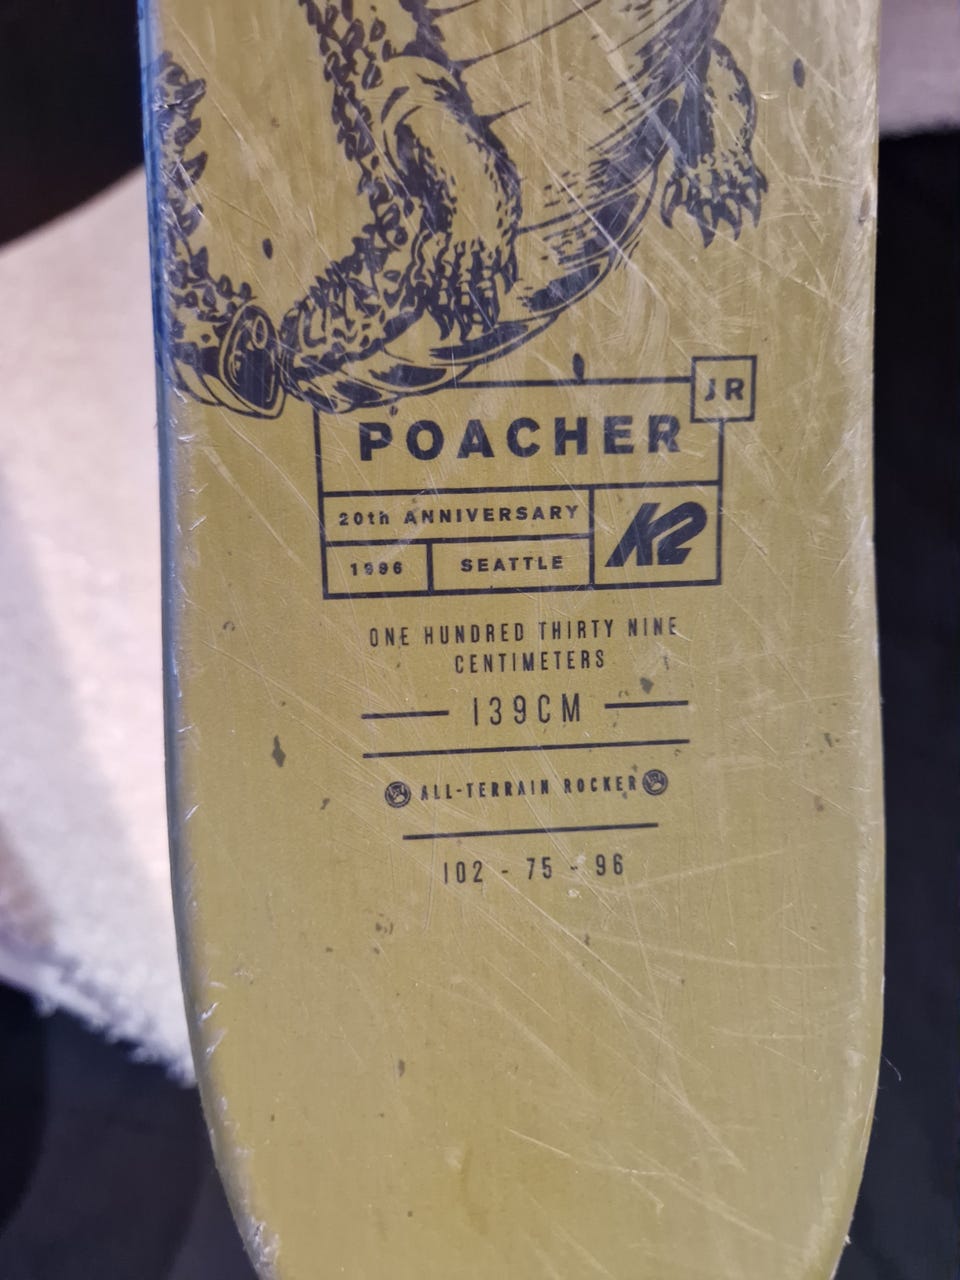 JR
POACHER
20th ANNIVERSARY
K2
1996 SEATTLE
ONE HUNDRED THIRTY NINE
CENTIMETERS
139CM
ALL-TERRAIN ROCKER
102 - 75 - 96